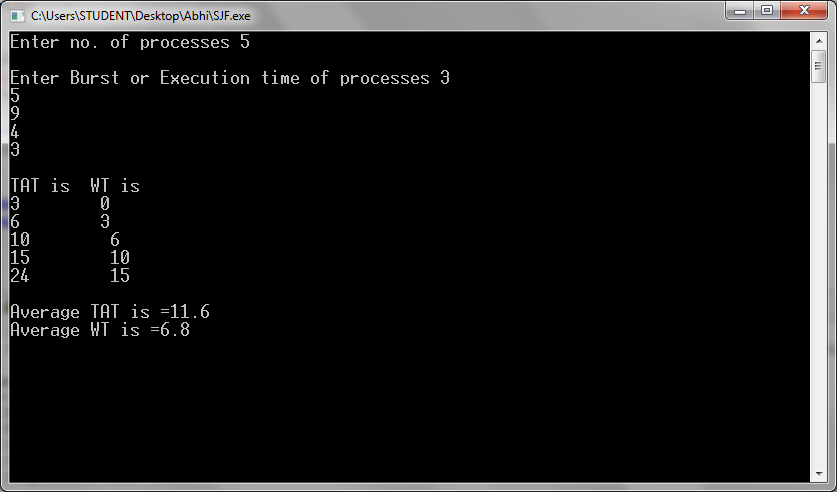 C:\Users\STUDENT\Desktop\Abhi\SJF.exe
Enter no. of processes 5
Enter Burst or Execution time of processes 3
5
9
4
3
TAT is  WT is
3        0
6        3
10        6
15        10
24        15
Average TAT is =11.6
Average WT is =6.8